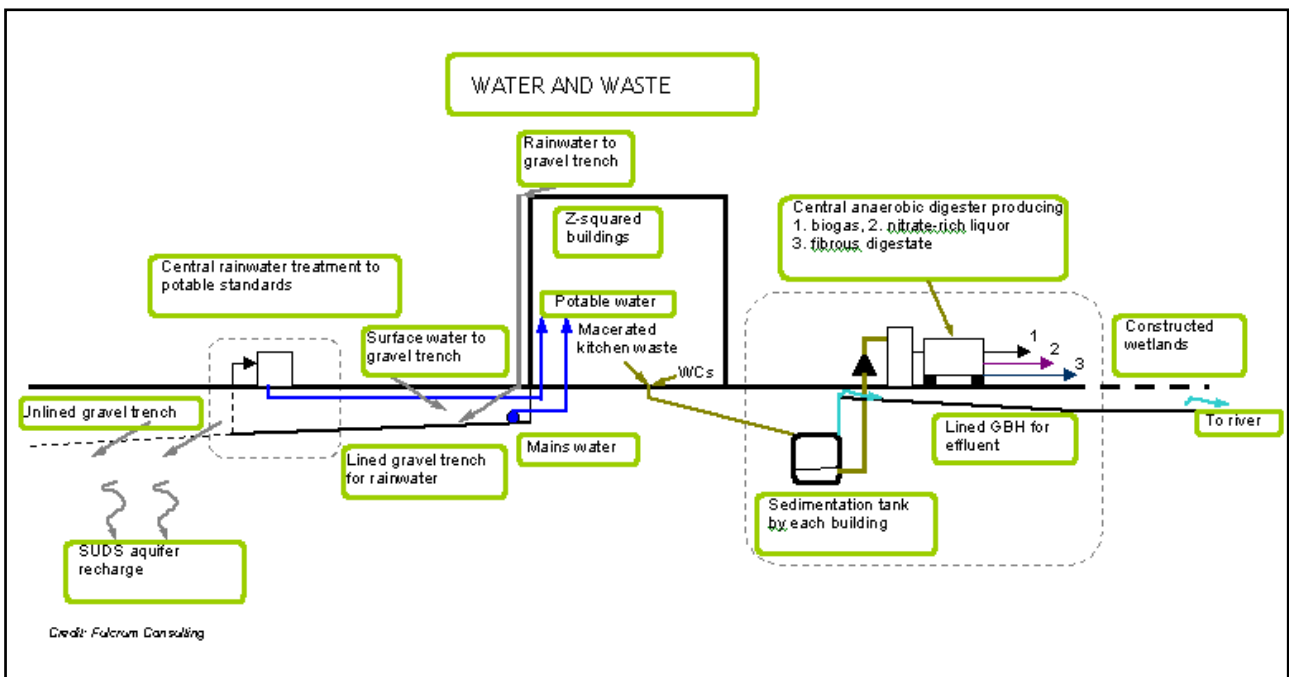 WATER AND WASTE
Rainwater to
gravel trench
Z-squared
buildings
Central anaerobic digester producing
1. biogas, 2. nitrate-rich liquor
3. fibrous digestate
Central rainwater treatment to
potable standards
Potable water
Surface water to
gravel trench
Macerated
kitchen waste
WCs
1
2
3
Constructed
wetlands
Unlined gravel trench
Mains water
Lined gravel trench
for rainwater
Lined GBH for
effluent
To river
Sedimentation tank
by each building
SUDS aquifer
recharge
Credit: Fulcrum Consulting